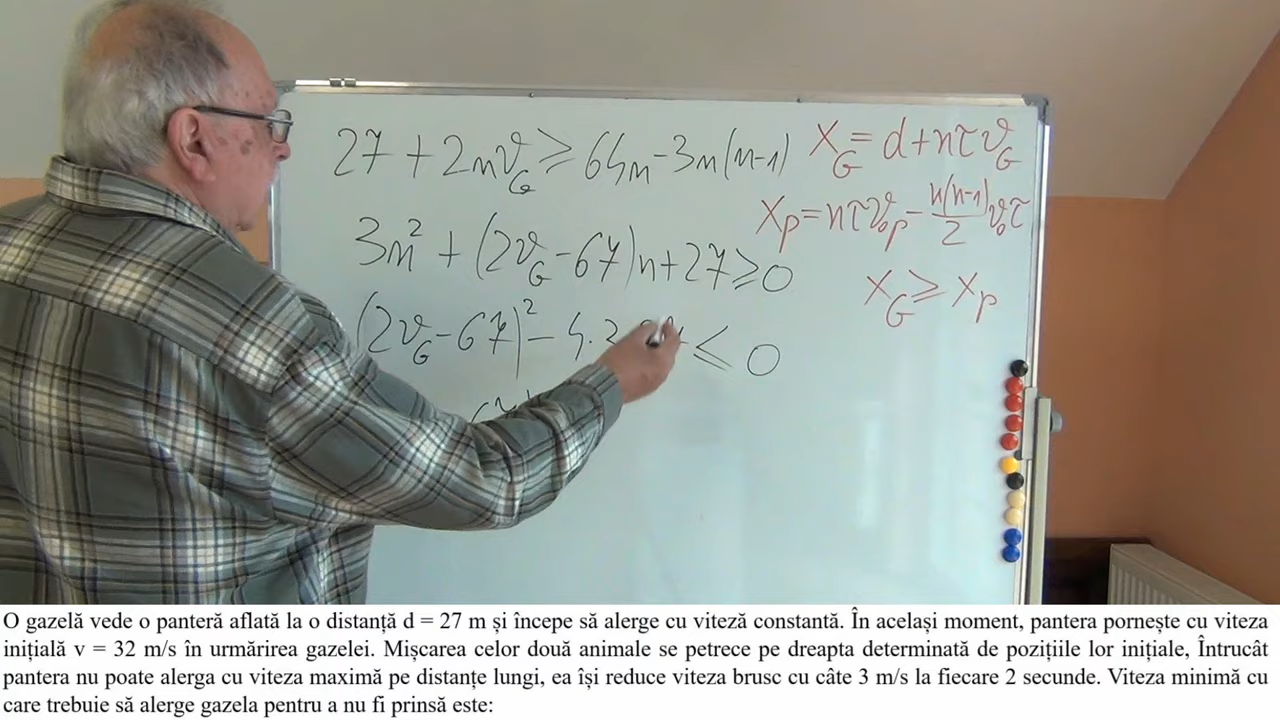 27 + 2nv_G ≥ 64n - 3n(n-1)
x_G = d + nτv_G
x_p = nτv_0p - n(n-1)/2 v_0τ
3n² + (2v_G - 67)n + 27 ≥ 0
x_G ≥ x_p
(2v_G - 67)² - 4·3 ≤ 0
O gazelă vede o panteră aflată la o distanță d = 27 m și începe să alerge cu viteză constantă. În același moment, pantera pornește cu viteza
inițială v = 32 m/s în urmărirea gazelei. Mișcarea celor două animale se petrece pe dreapta determinată de pozițiile lor inițiale, Întrucât
pantera nu poate alerga cu viteza maximă pe distanțe lungi, ea își reduce viteza brusc cu câte 3 m/s la fiecare 2 secunde. Viteza minimă cu
care trebuie să alerge gazela pentru a nu fi prinsă este: